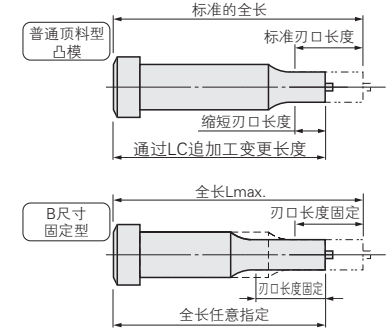 标准的全长
普通顶料型
凸模
标准刃口长度
缩短刃口长度
通过LC追加工变更长度
全长Lmax.
B尺寸
固定型
刃口长度固定
刃口长度固定
全长任意指定